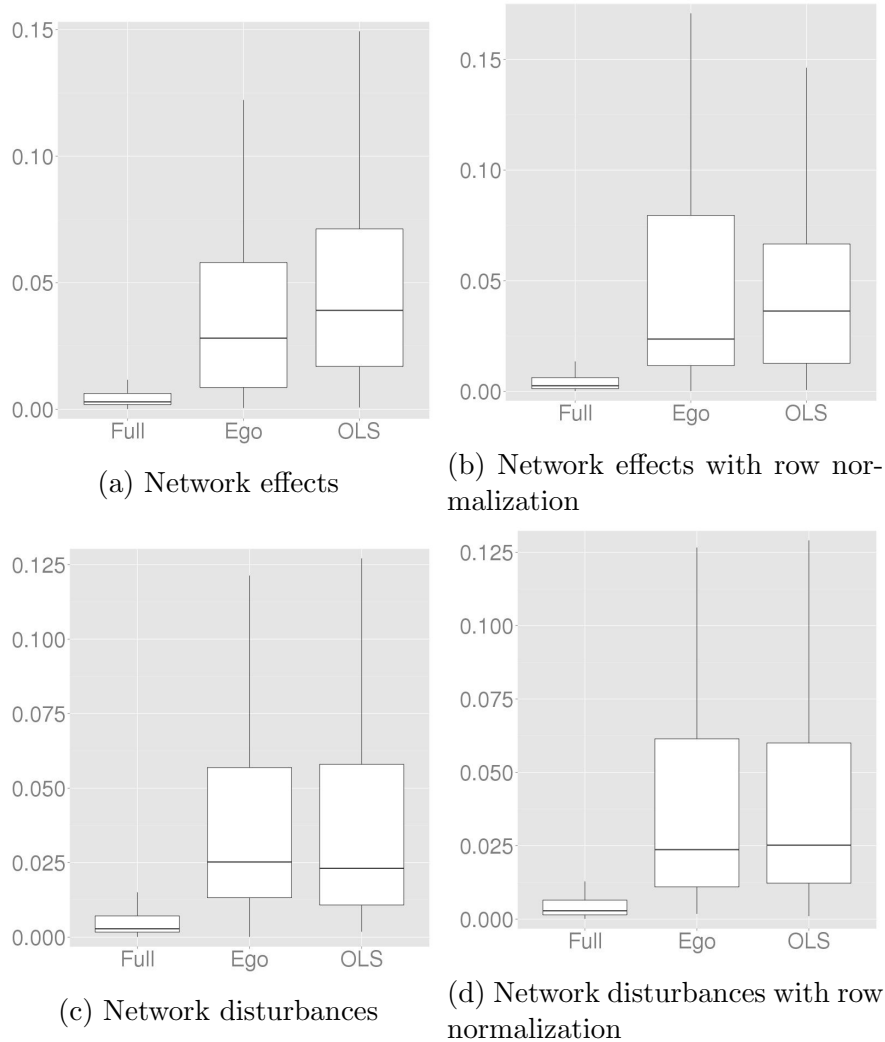 0.15
0.10
0.05
0.00
Full Ego OLS
(a) Network effects
0.15
0.10
0.05
0.00
Full Ego OLS
(b) Network effects with row nor-
malization
0.125
0.100
0.075
0.050
0.025
0.000
Full Ego OLS
(c) Network disturbances
0.125
0.100
0.075
0.050
0.025
0.000
Full Ego OLS
(d) Network disturbances with row
normalization